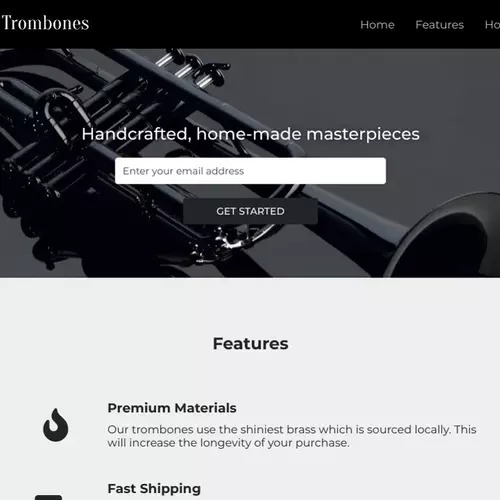 Trombones
Home Features Ho
Handcrafted, home-made masterpieces
Enter your email address
GET STARTED
Features
Premium Materials
Our trombones use the shiniest brass which is sourced locally. This
will increase the longevity of your purchase.
Fast Shipping